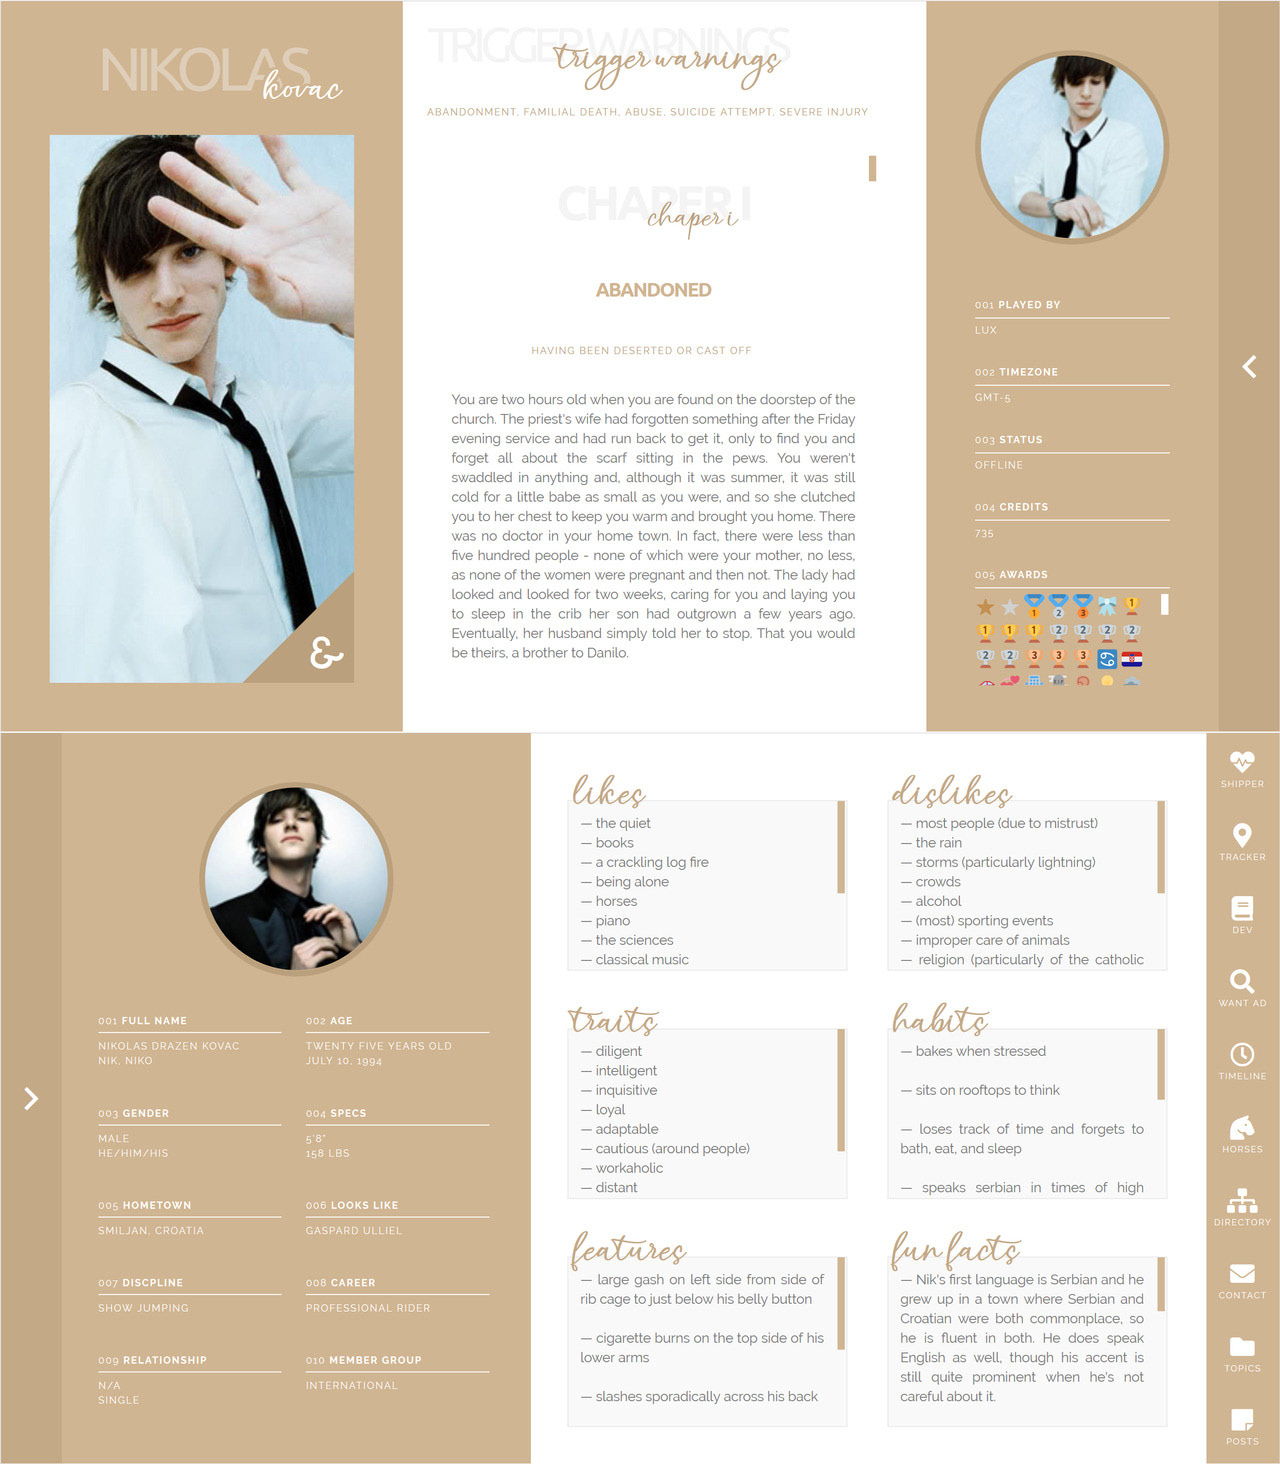 NIKOLAS
kovac
&
TRIGGER WARNINGS
trigger warnings
ABANDONMENT, FAMILIAL DEATH, ABUSE, SUICIDE ATTEMPT, SEVERE INJURY
CHAPER I
chaper i
ABANDONED
HAVING BEEN DESERTED OR CAST OFF
You are two hours old when you are found on the doorstep of the
church. The priest's wife had forgotten something after the Friday
evening service and had run back to get it, only to find you and
forget all about the scarf sitting in the pews. You weren't
swaddled in anything and, although it was summer, it was still
cold for a little babe as small as you were, and so she clutched
you to her chest to keep you warm and brought you home. There
was no doctor in your home town. In fact, there were less than
five hundred people - none of which were your mother, no less,
as none of the women were pregnant and then not. The lady had
looked and looked for two weeks, caring for you and laying you
to sleep in the crib her son had outgrown a few years ago.
Eventually, her husband simply told her to stop. That you would
be theirs, a brother to Danilo.
001 PLAYED BY
LUX
002 TIMEZONE
GMT-5
003 STATUS
OFFLINE
004 CREDITS
735
005 AWARDS
001 FULL NAME
NIKOLAS DRAZEN KOVAC
NIK, NIKO
002 AGE
TWENTY FIVE YEARS OLD
JULY 10, 1994
003 GENDER
MALE
HE/HIM/HIS
004 SPECS
5'8"
158 LBS
005 HOMETOWN
SMILJAN, CROATIA
006 LOOKS LIKE
GASPARD ULLIEL
007 DISCPLINE
SHOW JUMPING
008 CAREER
PROFESSIONAL RIDER
009 RELATIONSHIP
N/A
SINGLE
010 MEMBER GROUP
INTERNATIONAL
likes
— the quiet
— books
— a crackling log fire
— being alone
— horses
— piano
— the sciences
— classical music
dislikes
— most people (due to mistrust)
— the rain
— storms (particularly lightning)
— crowds
— alcohol
— (most) sporting events
— improper care of animals
— religion (particularly of the catholic
traits
— diligent
— intelligent
— inquisitive
— loyal
— adaptable
— cautious (around people)
— workaholic
— distant
habits
— bakes when stressed
— sits on rooftops to think
— loses track of time and forgets to
bath, eat, and sleep
— speaks serbian in times of high
features
— large gash on left side from side of
rib cage to just below his belly button
— cigarette burns on the top side of his
lower arms
— slashes sporadically across his back
fun facts
— Nik's first language is Serbian and he
grew up in a town where Serbian and
Croatian were both commonplace, so
he is fluent in both. He does speak
English as well, though his accent is
still quite prominent when he's not
careful about it.
SHIPPER
TRACKER
DEV
WANT AD
TIMELINE
HORSES
DIRECTORY
CONTACT
TOPICS
POSTS